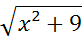 √(x² + 9)